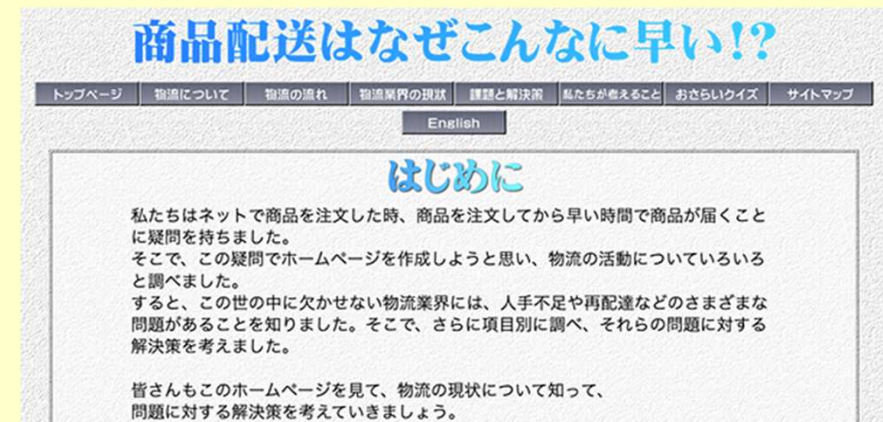 商品配送はなぜこんなに早い!?
トップページ 物流について 物流の流れ 物流業界の現状 課題と解決策 私たちが考えること おさらいクイズ サイトマップ
English
はじめに
私たちはネットで商品を注文した時、商品を注文してから早い時間で商品が届くこと
に疑問を持ちました。
そこで、この疑問でホームページを作成しようと思い、物流の活動についていろいろ
と調べました。
すると、この世の中に欠かせない物流業界には、人手不足や再配達などのさまざまな
問題があることを知りました。そこで、さらに項目別に調べ、それらの問題に対する
解決策を考えました。
皆さんもこのホームページを見て、物流の現状について知って、
問題に対する解決策を考えていきましょう。